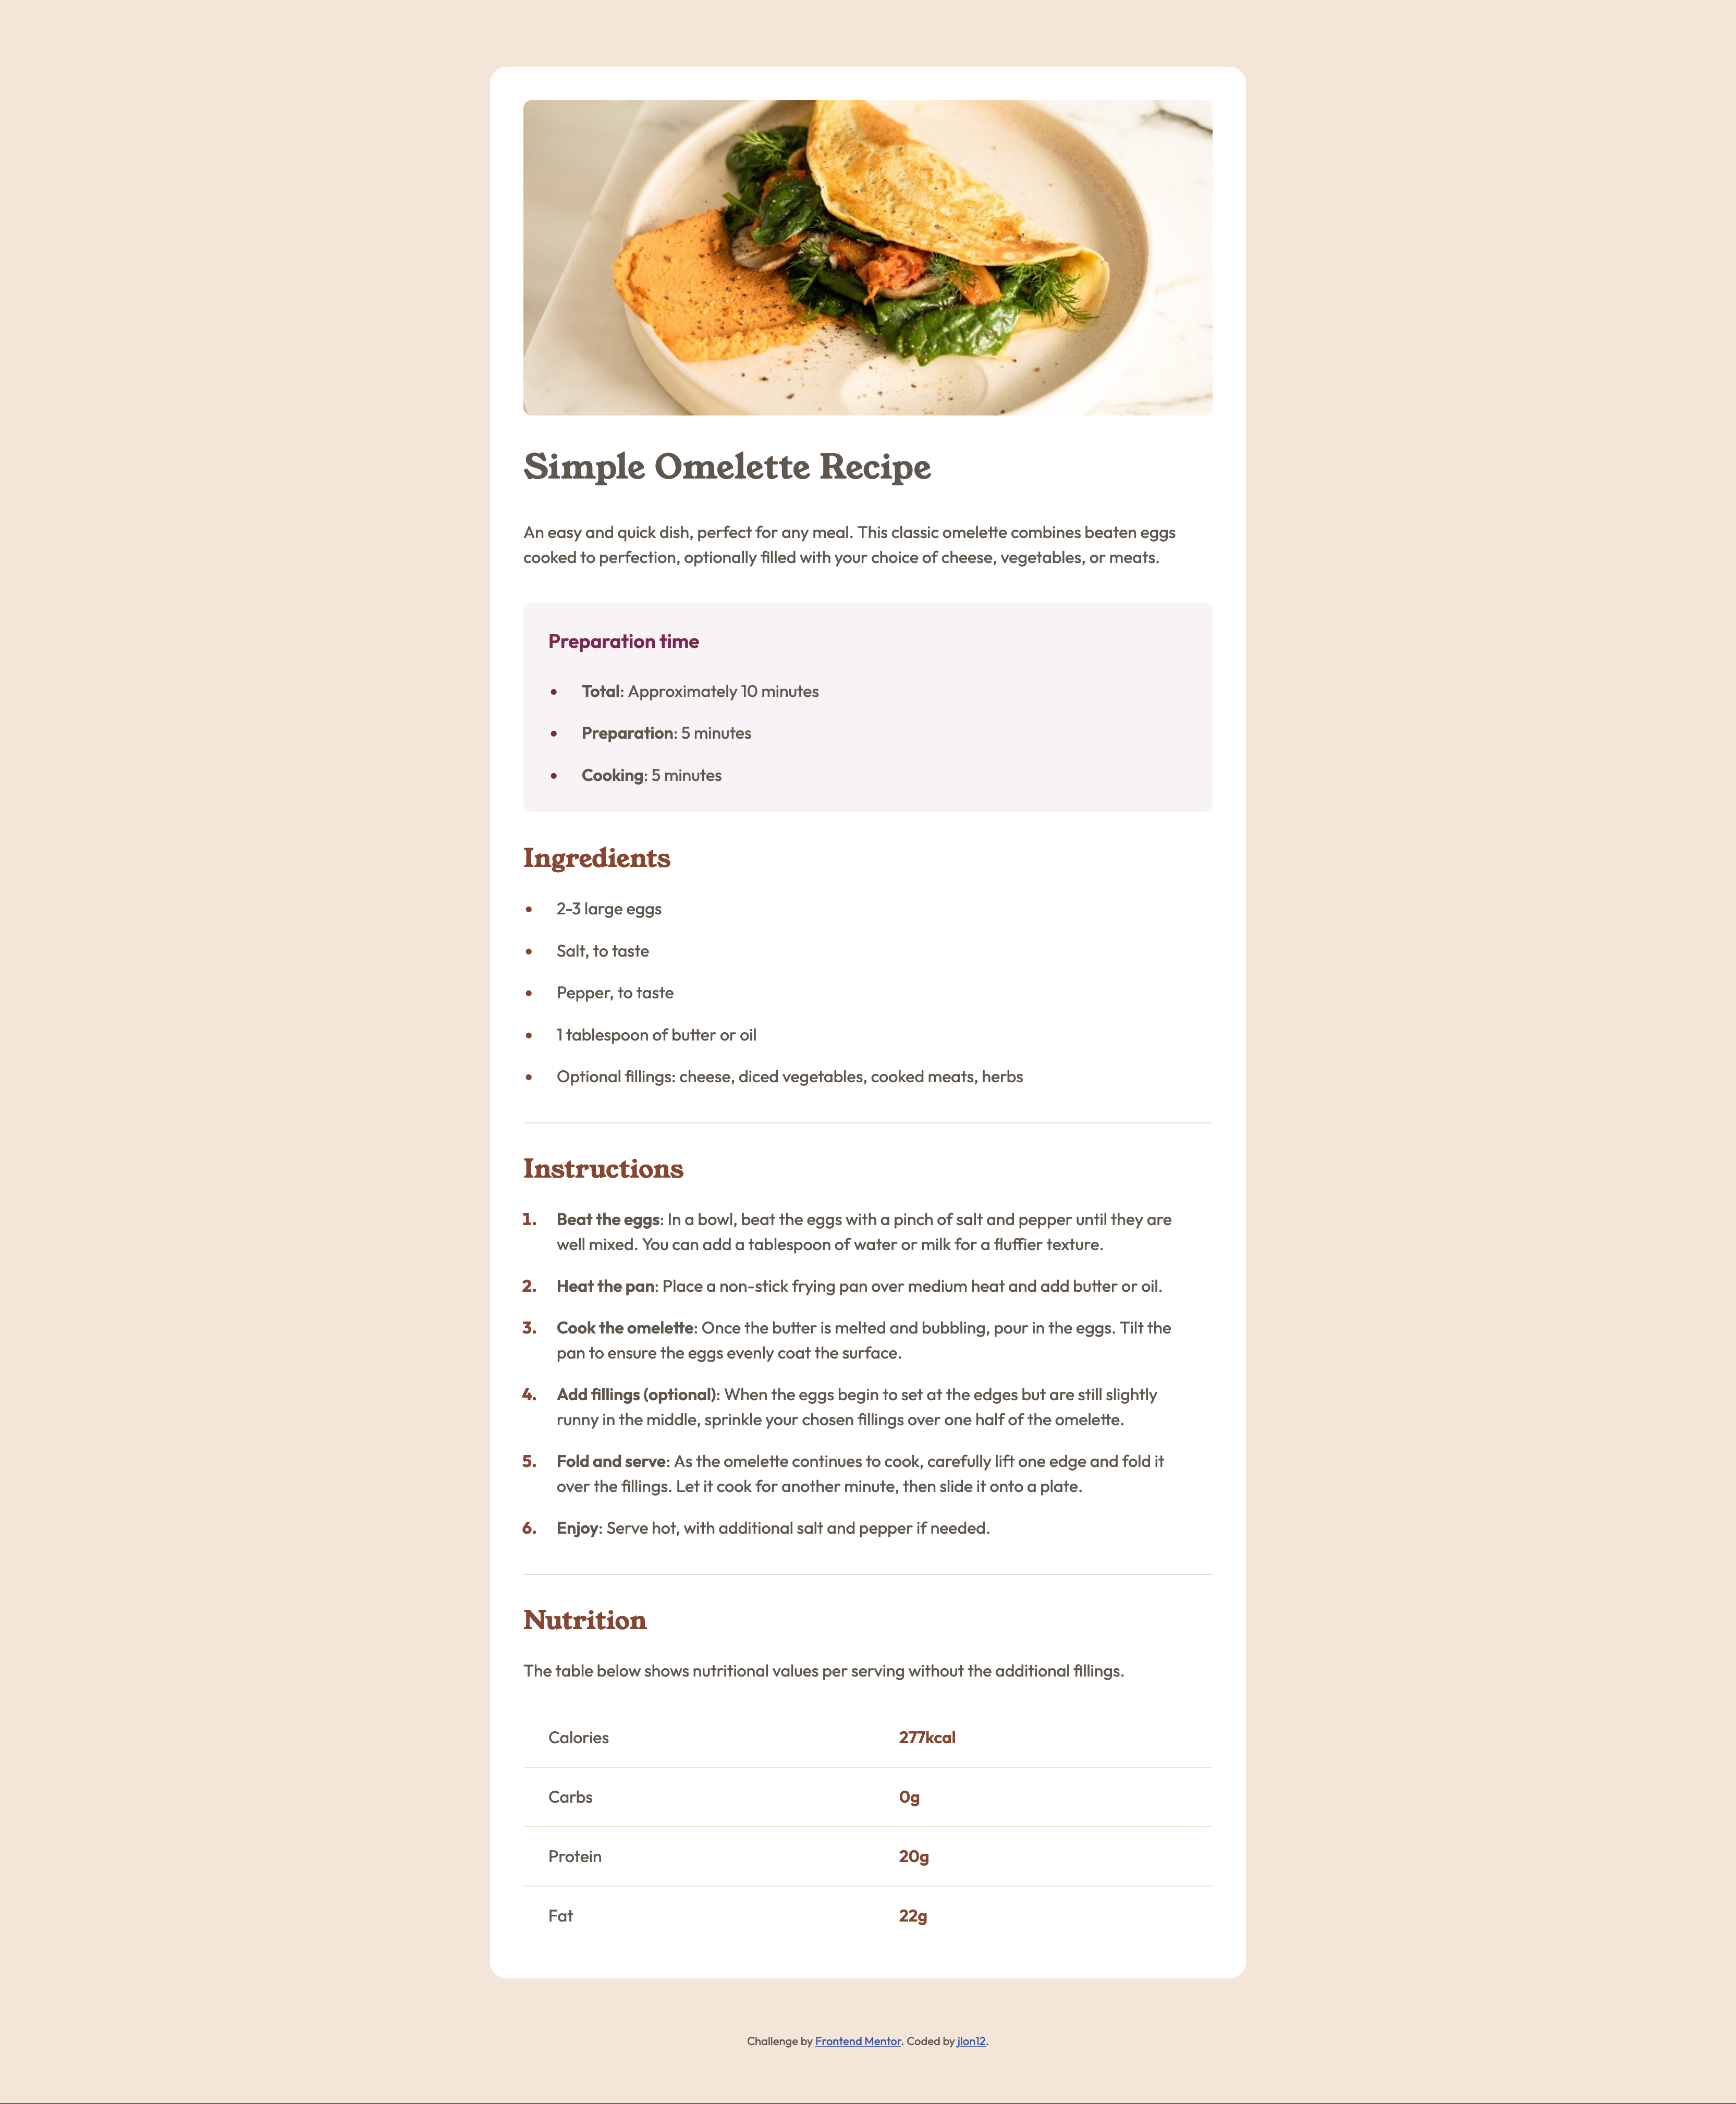 Simple Omelette Recipe
An easy and quick dish, perfect for any meal. This classic omelette combines beaten eggs
cooked to perfection, optionally filled with your choice of cheese, vegetables, or meats.
Preparation time
• Total: Approximately 10 minutes
• Preparation: 5 minutes
• Cooking: 5 minutes
Ingredients
• 2-3 large eggs
• Salt, to taste
• Pepper, to taste
• 1 tablespoon of butter or oil
• Optional fillings: cheese, diced vegetables, cooked meats, herbs
Instructions
1. Beat the eggs: In a bowl, beat the eggs with a pinch of salt and pepper until they are
well mixed. You can add a tablespoon of water or milk for a fluffier texture.
2. Heat the pan: Place a non-stick frying pan over medium heat and add butter or oil.
3. Cook the omelette: Once the butter is melted and bubbling, pour in the eggs. Tilt the
pan to ensure the eggs evenly coat the surface.
4. Add fillings (optional): When the eggs begin to set at the edges but are still slightly
runny in the middle, sprinkle your chosen fillings over one half of the omelette.
5. Fold and serve: As the omelette continues to cook, carefully lift one edge and fold it
over the fillings. Let it cook for another minute, then slide it onto a plate.
6. Enjoy: Serve hot, with additional salt and pepper if needed.
Nutrition
The table below shows nutritional values per serving without the additional fillings.
Calories 277kcal
Carbs 0g
Protein 20g
Fat 22g
Challenge by Frontend Mentor. Coded by jlon12.